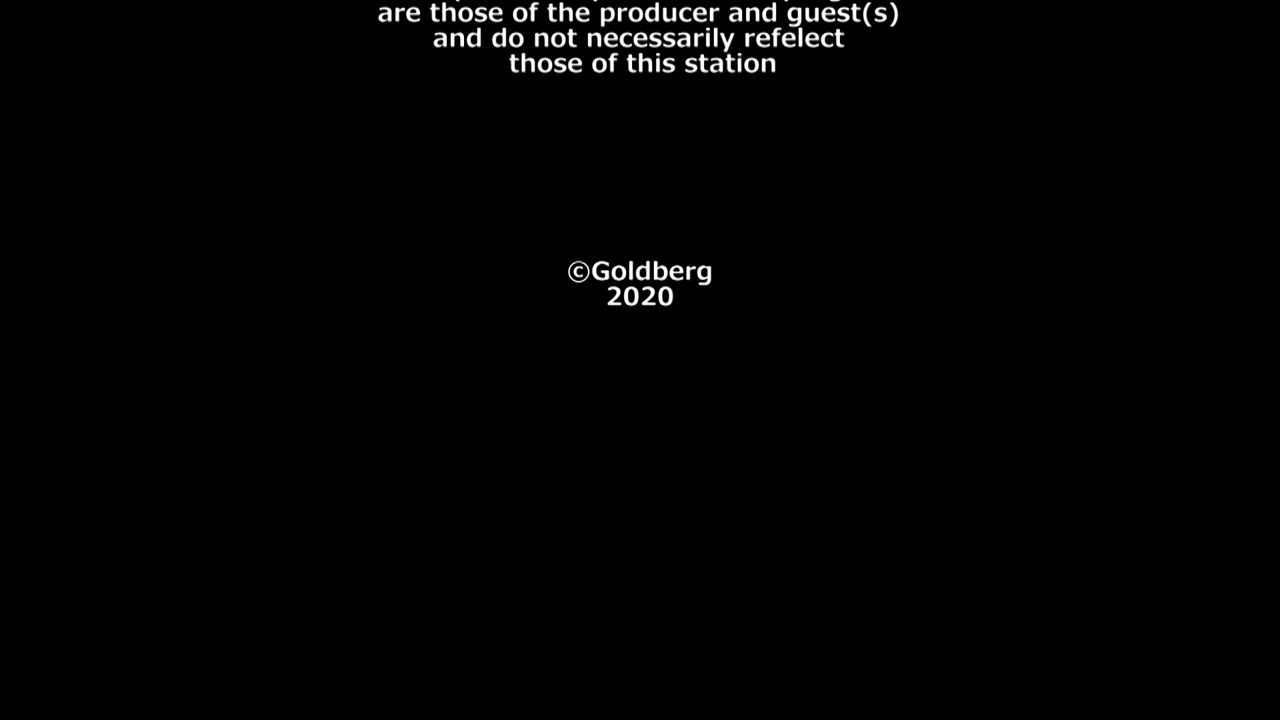 are those of the producer and guest(s)
and do not necessarily refelect
those of this station
©Goldberg
2020